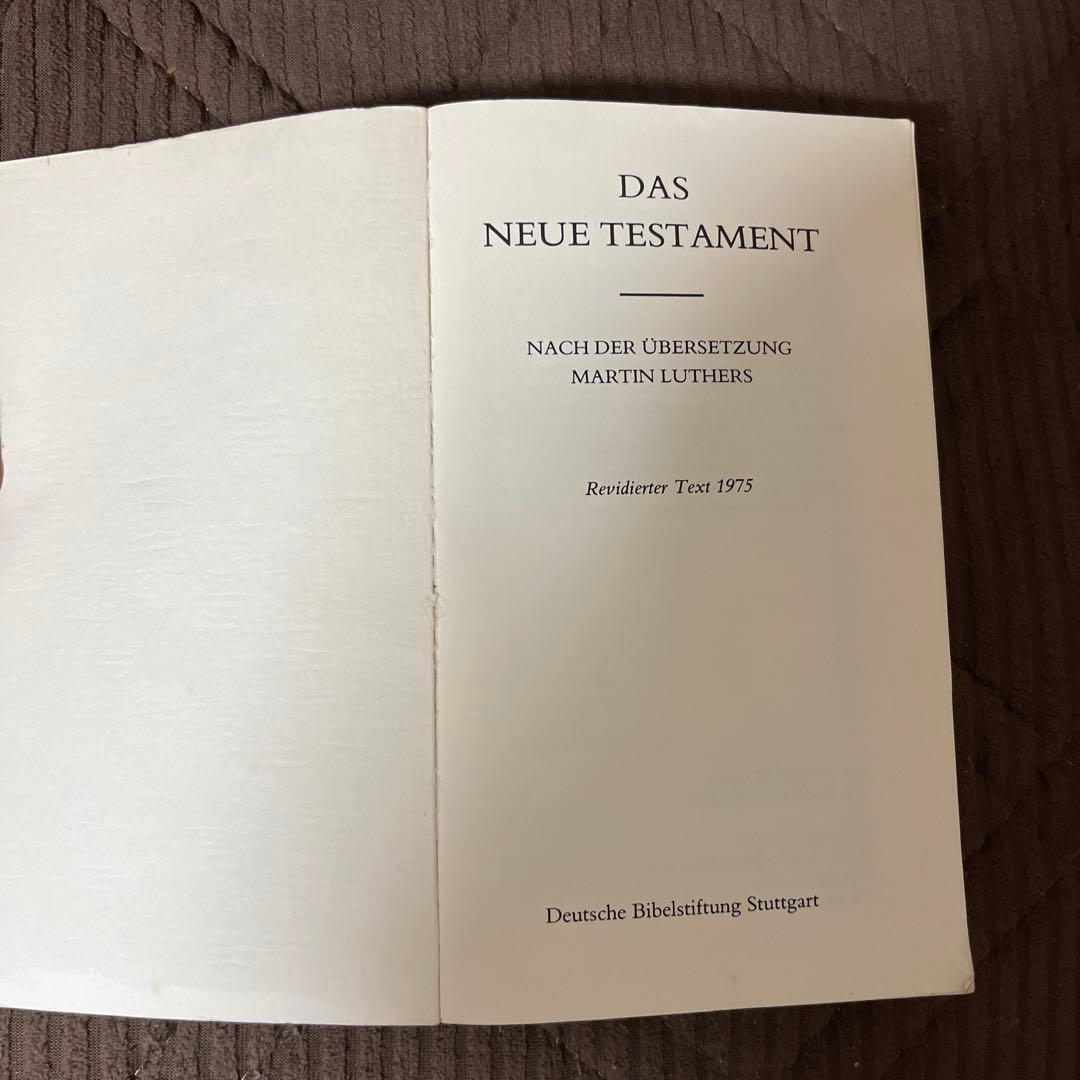 DAS
NEUE TESTAMENT
NACH DER ÜBERSETZUNG
MARTIN LUTHERS
Revidierter Text 1975
Deutsche Bibelstiftung Stuttgart